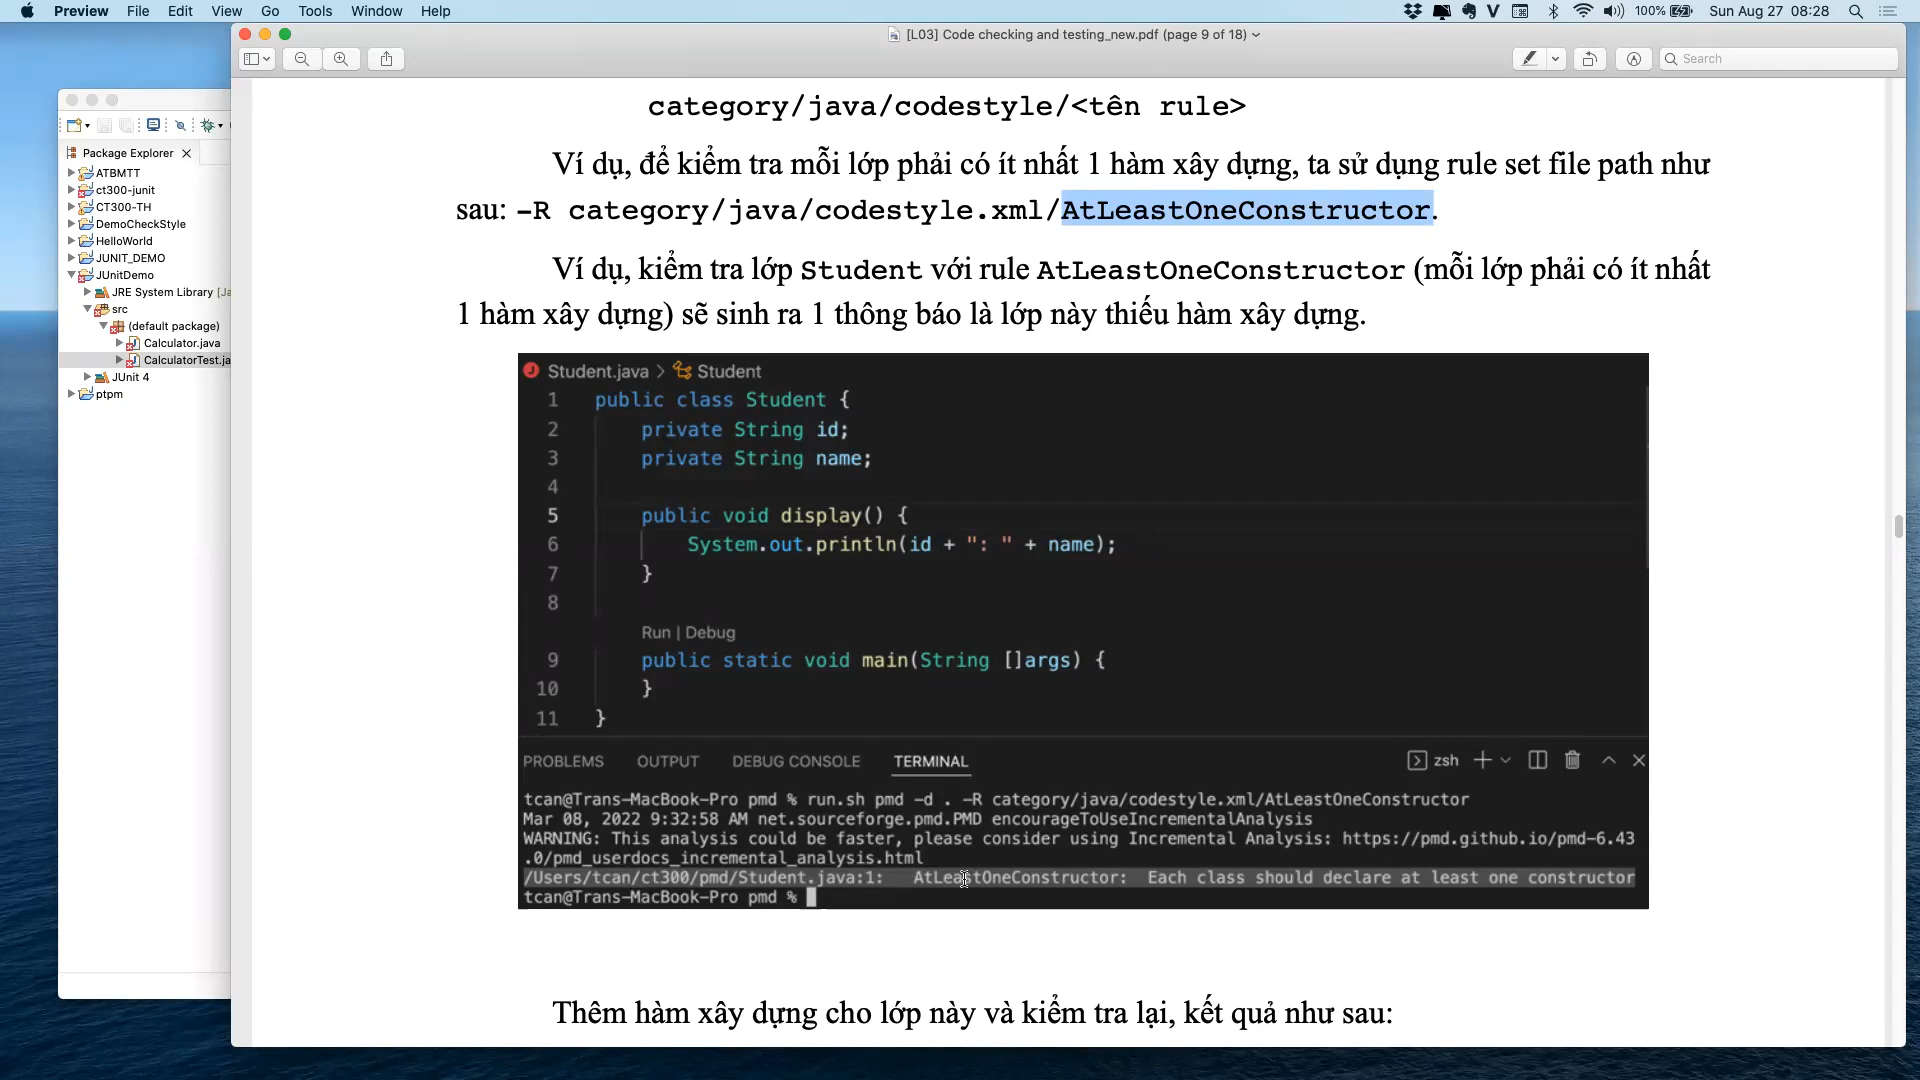 Preview File Edit View Go Tools Window Help
100% Sun Aug 27 08:28
[L03] Code checking and testing_new.pdf (page 9 of 18)
Search
Package Explorer
ATBMTT
ct300-junit
CT300-TH
DemoCheckStyle
HelloWorld
JUNIT_DEMO
JUnitDemo
JRE System Library [Ja
src
(default package)
Calculator.java
CalculatorTest.ja
JUnit 4
ptpm
category/java/codestyle/<tên rule>
Ví dụ, để kiểm tra mỗi lớp phải có ít nhất 1 hàm xây dựng, ta sử dụng rule set file path như
sau: -R category/java/codestyle.xml/AtLeastOneConstructor.
Ví dụ, kiểm tra lớp Student với rule AtLeastOneConstructor (mỗi lớp phải có ít nhất
1 hàm xây dựng) sẽ sinh ra 1 thông báo là lớp này thiếu hàm xây dựng.
Student.java > Student
1 public class Student {
2 private String id;
3 private String name;
4
5 public void display() {
6 System.out.println(id + ": " + name);
7 }
8
Run | Debug
9 public static void main(String []args) {
10 }
11 }
PROBLEMS OUTPUT DEBUG CONSOLE TERMINAL zsh
tcan@Trans-MacBook-Pro pmd % run.sh pmd -d . -R category/java/codestyle.xml/AtLeastOneConstructor
Mar 08, 2022 9:32:58 AM net.sourceforge.pmd.PMD encourageToUseIncrementalAnalysis
WARNING: This analysis could be faster, please consider using Incremental Analysis: https://pmd.github.io/pmd-6.43
.0/pmd_userdocs_incremental_analysis.html
/Users/tcan/ct300/pmd/Student.java:1: AtLeastOneConstructor: Each class should declare at least one constructor
tcan@Trans-MacBook-Pro pmd %
Thêm hàm xây dựng cho lớp này và kiểm tra lại, kết quả như sau: